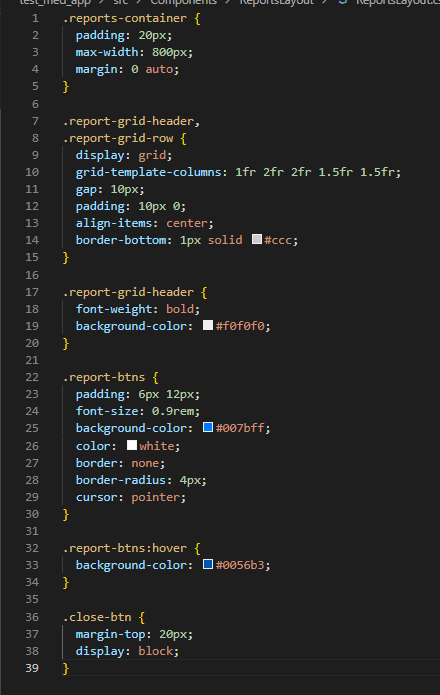 test_med_app > src > Components > ReportsLayout > ReportsLayout.cs
1 .reports-container {
2 padding: 20px;
3 max-width: 800px;
4 margin: 0 auto;
5 }
6
7 .report-grid-header,
8 .report-grid-row {
9 display: grid;
10 grid-template-columns: 1fr 2fr 2fr 1.5fr 1.5fr;
11 gap: 10px;
12 padding: 10px 0;
13 align-items: center;
14 border-bottom: 1px solid #ccc;
15 }
16
17 .report-grid-header {
18 font-weight: bold;
19 background-color: #f0f0f0;
20 }
21
22 .report-btns {
23 padding: 6px 12px;
24 font-size: 0.9rem;
25 background-color: #007bff;
26 color: white;
27 border: none;
28 border-radius: 4px;
29 cursor: pointer;
30 }
31
32 .report-btns:hover {
33 background-color: #0056b3;
34 }
35
36 .close-btn {
37 margin-top: 20px;
38 display: block;
39 }